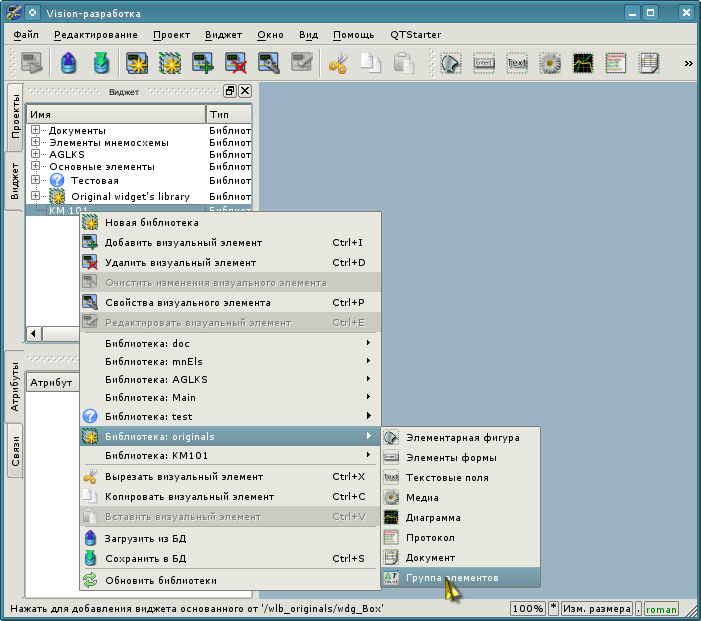 Vision-разработка
Файл Редактирование Проект Виджет Окно Вид Помощь QTStarter
Text
»
Проекты
Виджет
Атрибуты
Связи
Виджет
Имя Тип
Документы Библиот
Элементы мнемосхемы Библиот
AGLKS Библиот
Основные элементы Библиот
Тестовая Библиот
Original widget's library Библиот
KM 101 Библиот
Атрибут
Новая библиотека
Добавить визуальный элемент Ctrl+I
Удалить визуальный элемент Ctrl+D
Очистить изменения визуального элемента
Свойства визуального элемента Ctrl+P
Редактировать визуальный элемент Ctrl+E
Библиотека: doc
Библиотека: mnEls
Библиотека: AGLKS
Библиотека: Main
Библиотека: test
Библиотека: originals
Библиотека: KM101
Вырезать визуальный элемент Ctrl+X
Копировать визуальный элемент Ctrl+C
Вставить визуальный элемент Ctrl+V
Загрузить из БД
Сохранить в БД Ctrl+S
Обновить библиотеки
Элементарная фигура
Элементы формы
Text Текстовые поля
Медиа
Диаграмма
Протокол
Документ
Группа элементов
Нажать для добавления виджета основанного от '/wlb_originals/wdg_Box' 100% * Изм. размера . roman